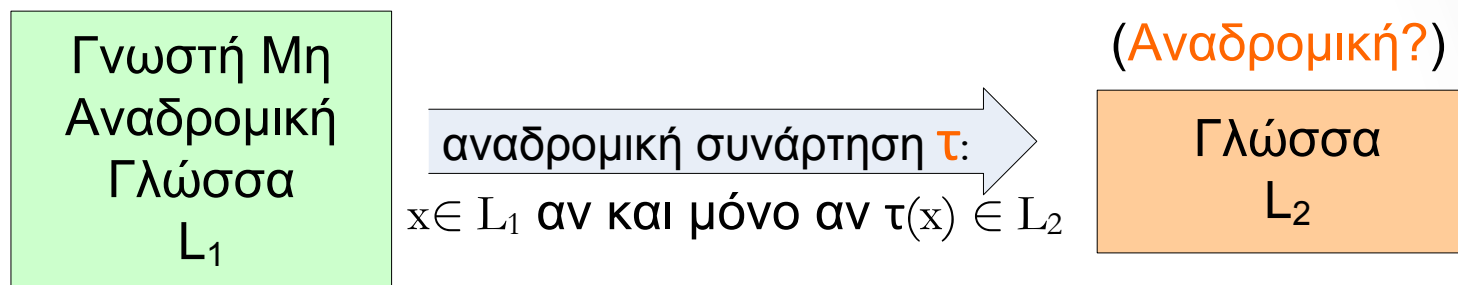 Γνωστή Μη
Αναδρομική
Γλώσσα
L₁
αναδρομική συνάρτηση τ:
x∈ L₁ αν και μόνο αν τ(x) ∈ L₂
(Αναδρομική?)
Γλώσσα
L₂